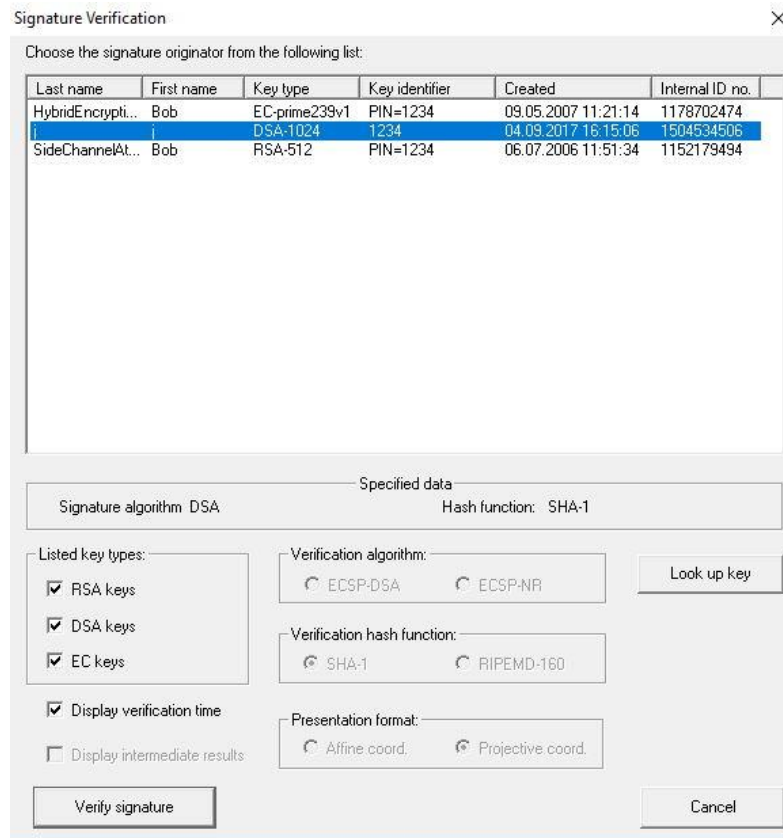 Signature Verification
Choose the signature originator from the following list:
Last name First name Key type Key identifier Created Internal ID no.
HybridEncrypti... Bob EC-prime239v1 PIN=1234 09.05.2007 11:21:14 1178702474
j j DSA-1024 1234 04.09.2017 16:15:06 1504534506
SideChannelAt... Bob RSA-512 PIN=1234 06.07.2006 11:51:34 1152179494
Specified data
Signature algorithm DSA Hash function: SHA-1
Listed key types:
RSA keys
DSA keys
EC keys
Display verification time
Display intermediate results
Verification algorithm:
ECSP-DSA ECSP-NR
Verification hash function:
SHA-1 RIPEMD-160
Presentation format:
Affine coord. Projective coord.
Look up key
Verify signature
Cancel